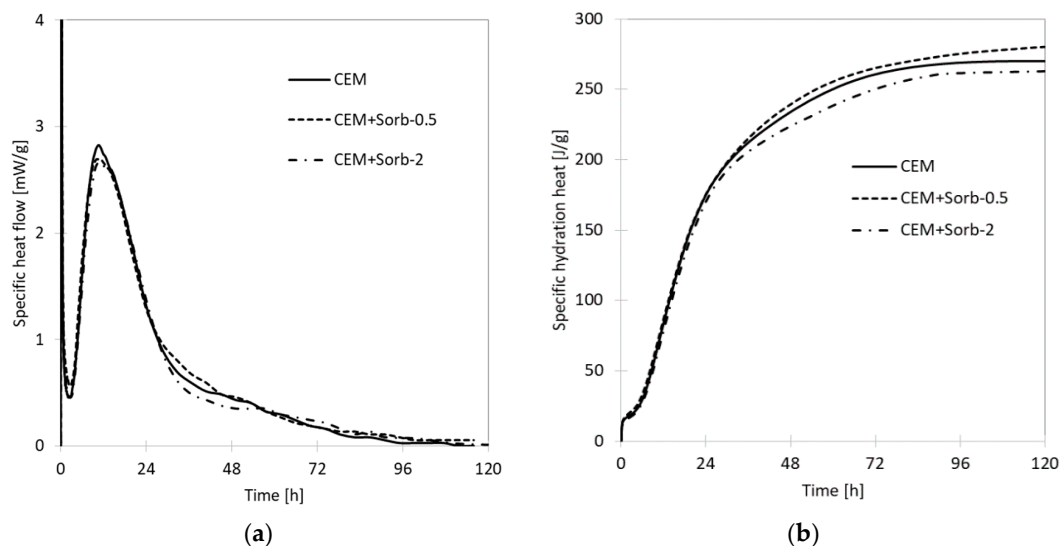 4
3
2
1
0
Specific heat flow [mW/g]
CEM
CEM+Sorb-0.5
CEM+Sorb-2
0 24 48 72 96 120
Time [h]
(a)
300
250
200
150
100
50
0
Specific hydration heat [J/g]
CEM
CEM+Sorb-0.5
CEM+Sorb-2
0 24 48 72 96 120
Time [h]
(b)